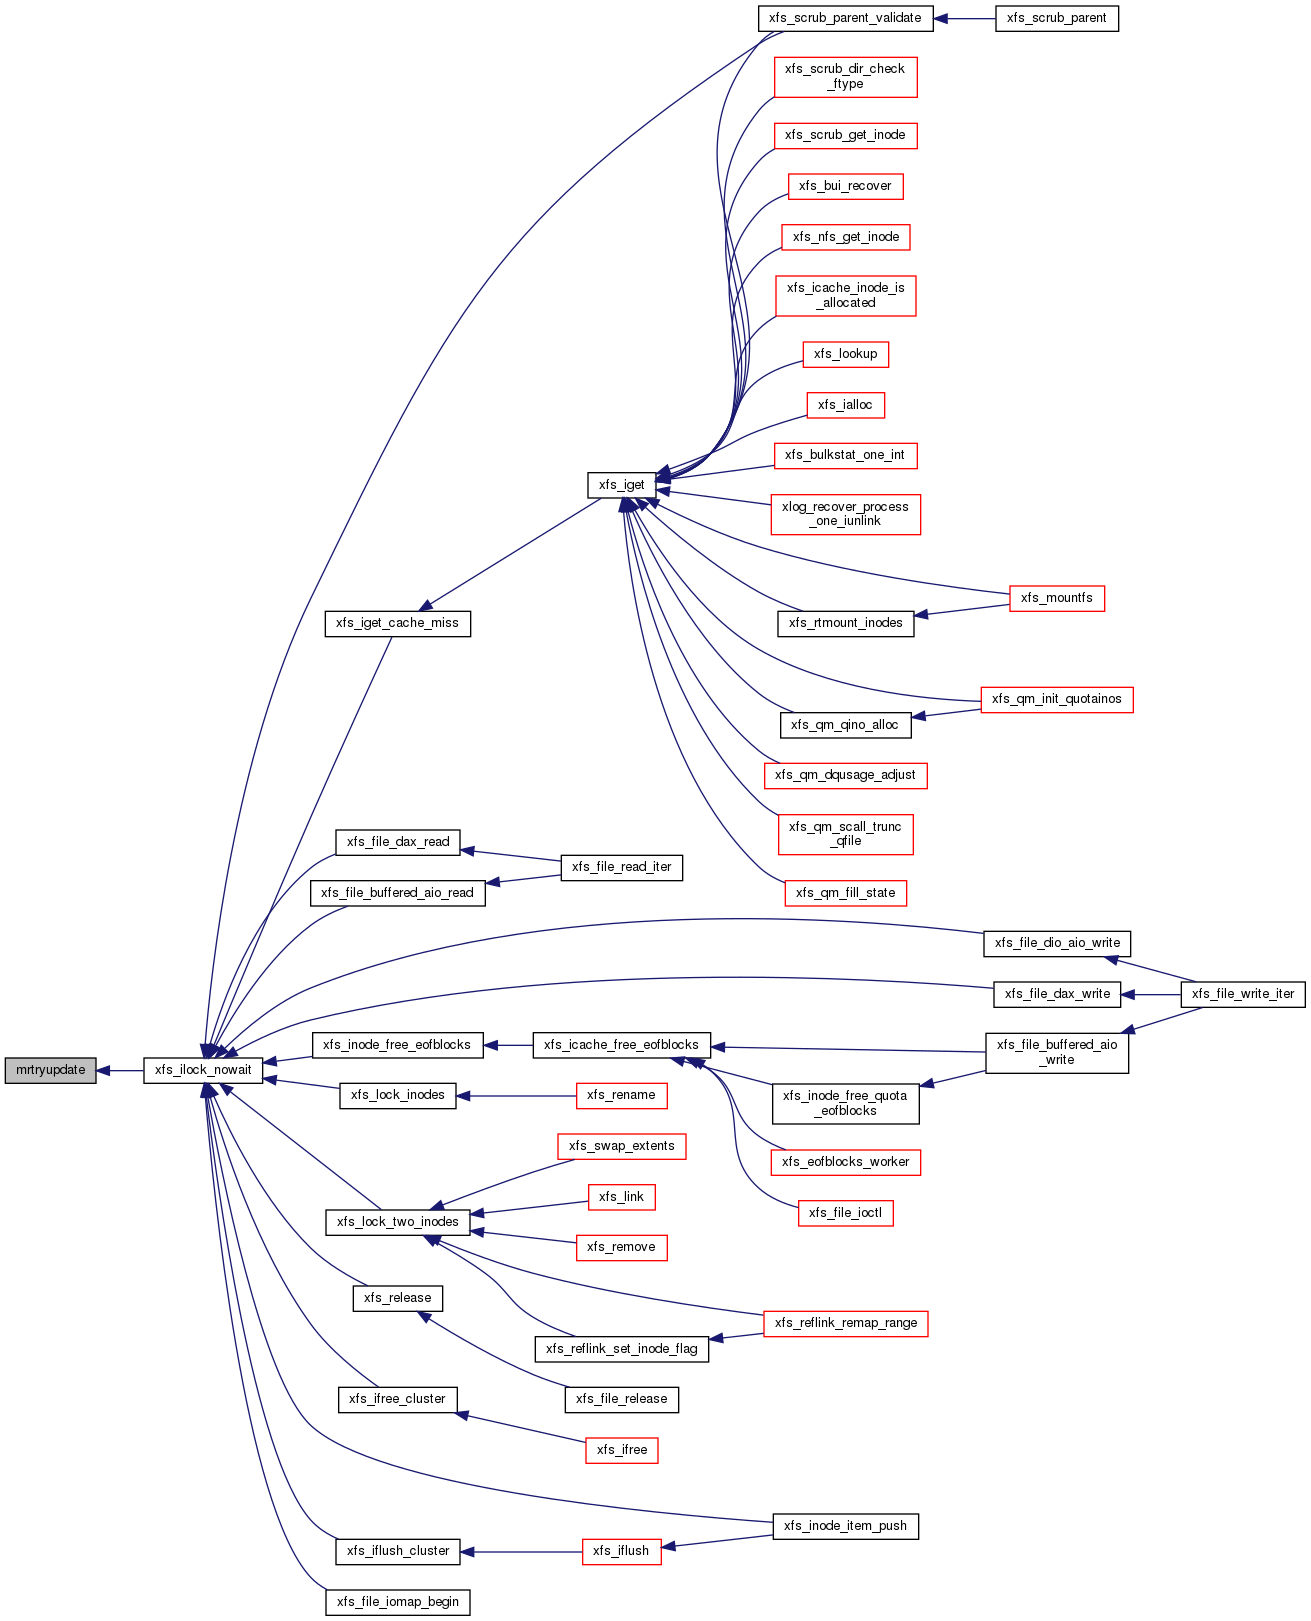 xfs_scrub_parent_validate
xfs_scrub_parent
xfs_scrub_dir_check
_ftype
xfs_scrub_get_inode
xfs_bui_recover
xfs_nfs_get_inode
xfs_icache_inode_is
_allocated
xfs_lookup
xfs_ialloc
xfs_bulkstat_one_int
xfs_iget
xlog_recover_process
_one_iunlink
xfs_mountfs
xfs_iget_cache_miss
xfs_rtmount_inodes
xfs_qm_init_quotainos
xfs_qm_qino_alloc
xfs_qm_dqusage_adjust
xfs_qm_scall_trunc
_qfile
xfs_file_dax_read
xfs_file_read_iter
xfs_file_buffered_aio_read
xfs_qm_fill_state
xfs_file_dio_aio_write
xfs_file_dax_write
xfs_file_write_iter
xfs_inode_free_eofblocks
xfs_icache_free_eofblocks
xfs_file_buffered_aio
_write
mrtryupdate
xfs_ilock_nowait
xfs_lock_inodes
xfs_rename
xfs_inode_free_quota
_eofblocks
xfs_swap_extents
xfs_eofblocks_worker
xfs_link
xfs_file_ioctl
xfs_lock_two_inodes
xfs_remove
xfs_release
xfs_reflink_remap_range
xfs_reflink_set_inode_flag
xfs_ifree_cluster
xfs_file_release
xfs_ifree
xfs_inode_item_push
xfs_iflush_cluster
xfs_iflush
xfs_file_iomap_begin